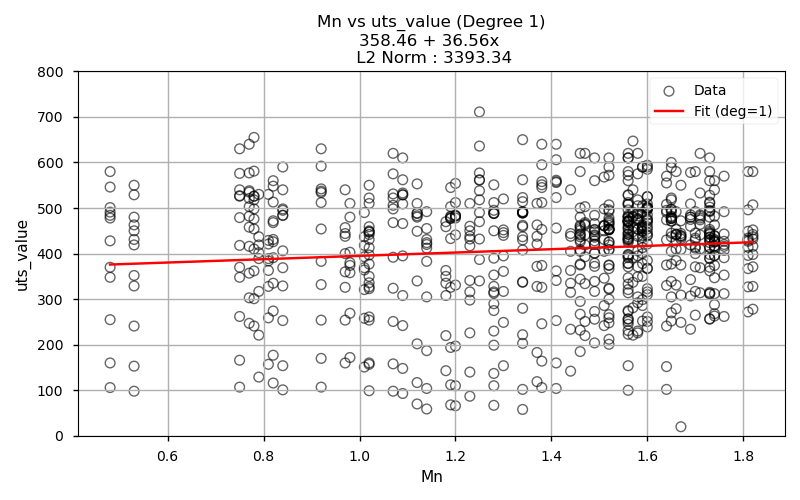 Mn vs uts_value (Degree 1)
358.46 + 36.56x
L2 Norm : 3393.34
800
700
600
500
400
300
200
100
0
uts_value
Data
Fit (deg=1)
0.6
0.8
1.0
1.2
1.4
1.6
1.8
Mn